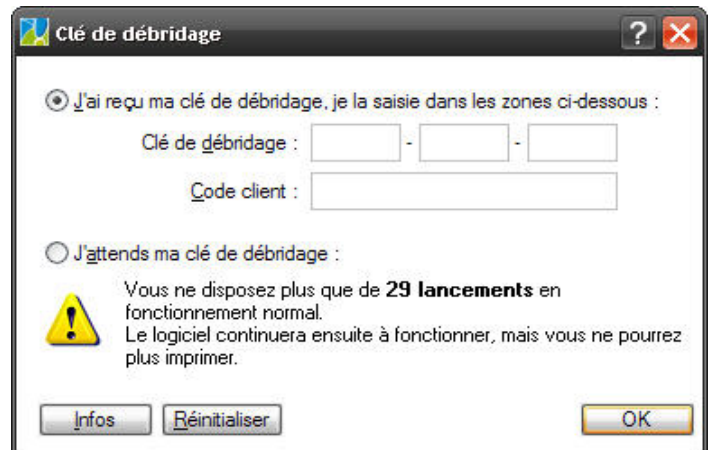 Clé de débridage
J'ai reçu ma clé de débridage, je la saisie dans les zones ci-dessous :
Clé de débridage : - -
Code client :
J'attends ma clé de débridage :
Vous ne disposez plus que de 29 lancements en
fonctionnement normal.
Le logiciel continuera ensuite à fonctionner, mais vous ne pourrez
plus imprimer.
Infos Réinitialiser OK